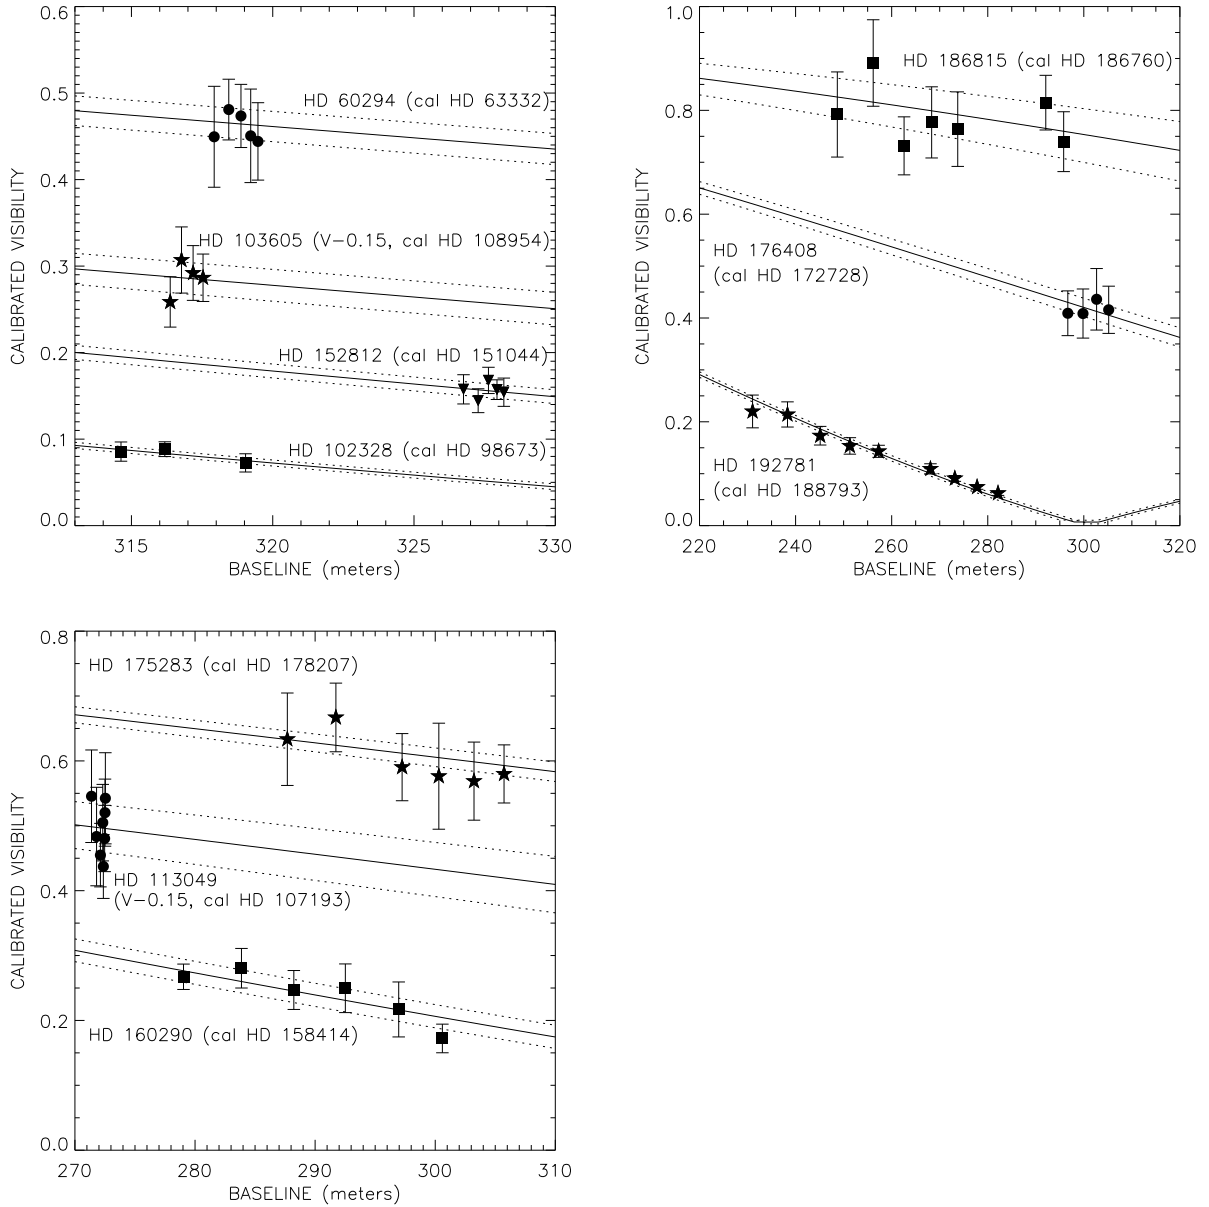 0.6
0.5
0.4
0.3
0.2
0.1
0.0
CALIBRATED VISIBILITY
HD 60294 (cal HD 63332)
HD 103605 (V−0.15, cal HD 108954)
HD 152812 (cal HD 151044)
HD 102328 (cal HD 98673)
315 320 325 330
BASELINE (meters)
1.0
0.8
0.6
0.4
0.2
0.0
CALIBRATED VISIBILITY
HD 186815 (cal HD 186760)
HD 176408
(cal HD 172728)
HD 192781
(cal HD 188793)
220 240 260 280 300 320
BASELINE (meters)
0.8
0.6
0.4
0.2
0.0
CALIBRATED VISIBILITY
HD 175283 (cal HD 178207)
HD 113049
(V−0.15, cal HD 107193)
HD 160290 (cal HD 158414)
270 280 290 300 310
BASELINE (meters)